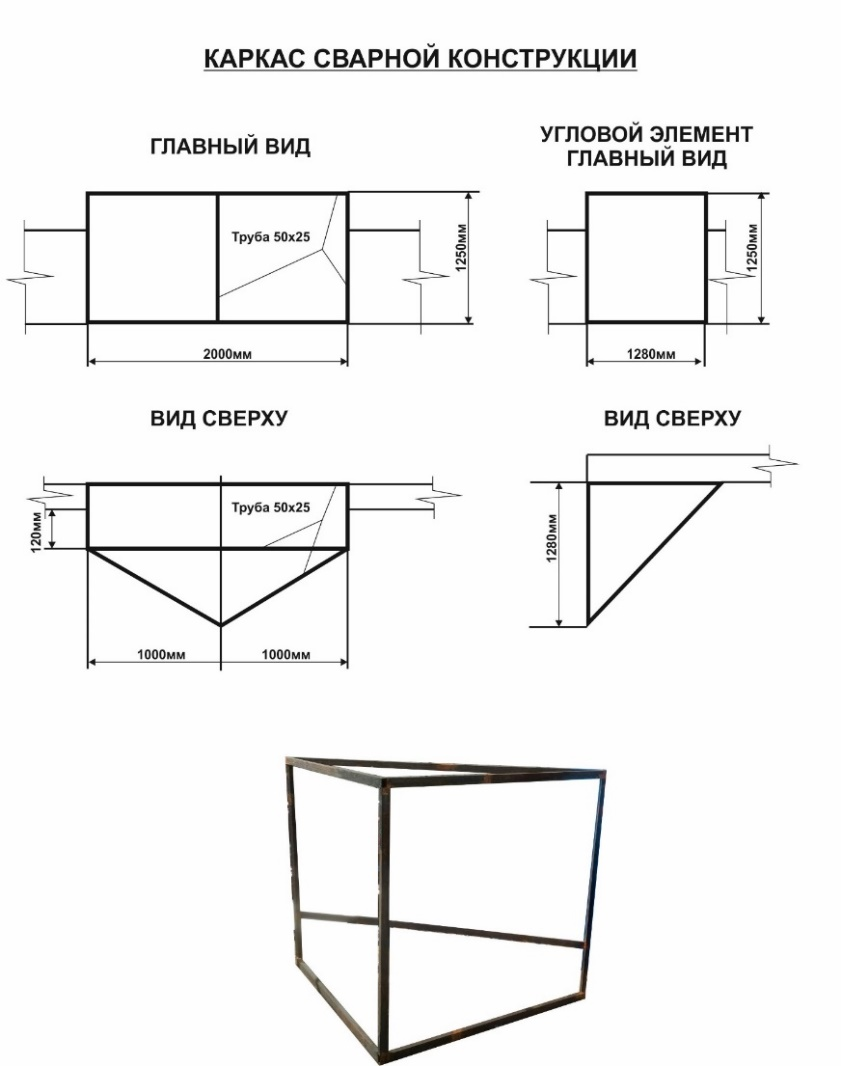 КАРКАС СВАРНОЙ КОНСТРУКЦИИ
ГЛАВНЫЙ ВИД
УГЛОВОЙ ЭЛЕМЕНТ
ГЛАВНЫЙ ВИД
Труба 50х25
1250мм
2000мм
1250мм
1280мм
ВИД СВЕРХУ
ВИД СВЕРХУ
Труба 50х25
120мм
1000мм
1000мм
1280мм